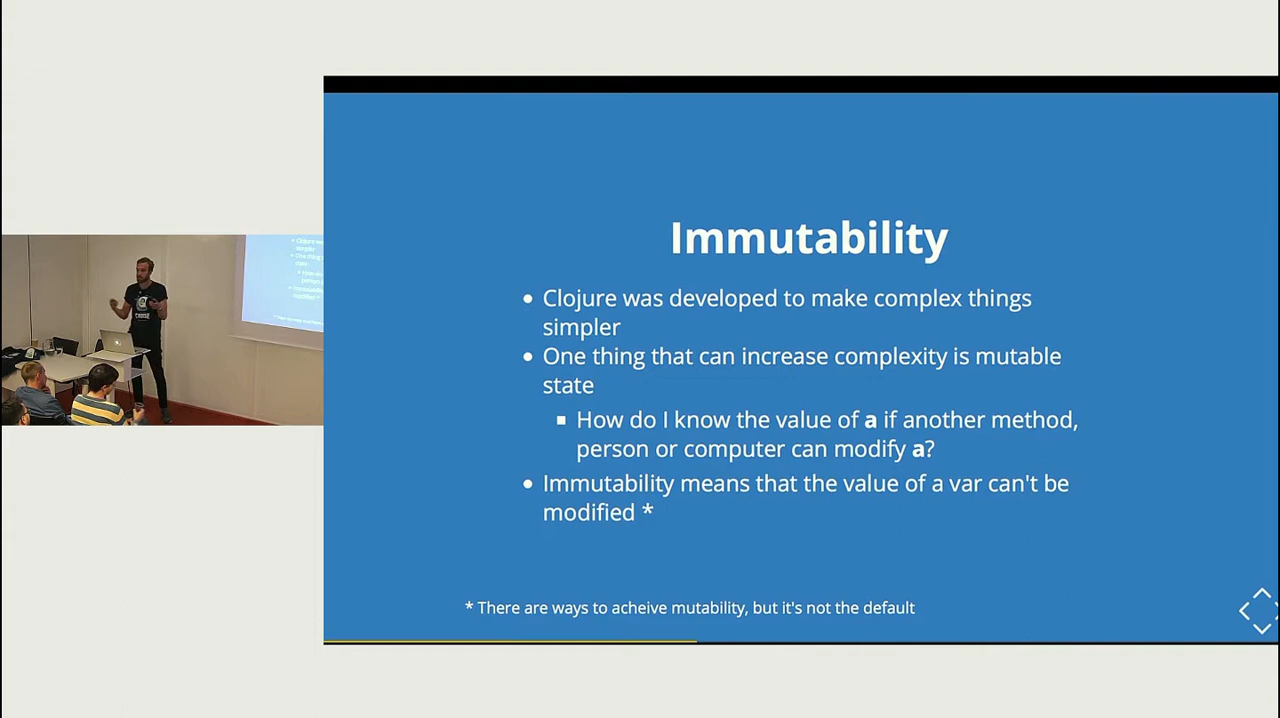 Immutability
Clojure was developed to make complex things
simpler
One thing that can increase complexity is mutable
state
How do I know the value of a if another method,
person or computer can modify a?
Immutability means that the value of a var can't be
modified *
* There are ways to acheive mutability, but it's not the default